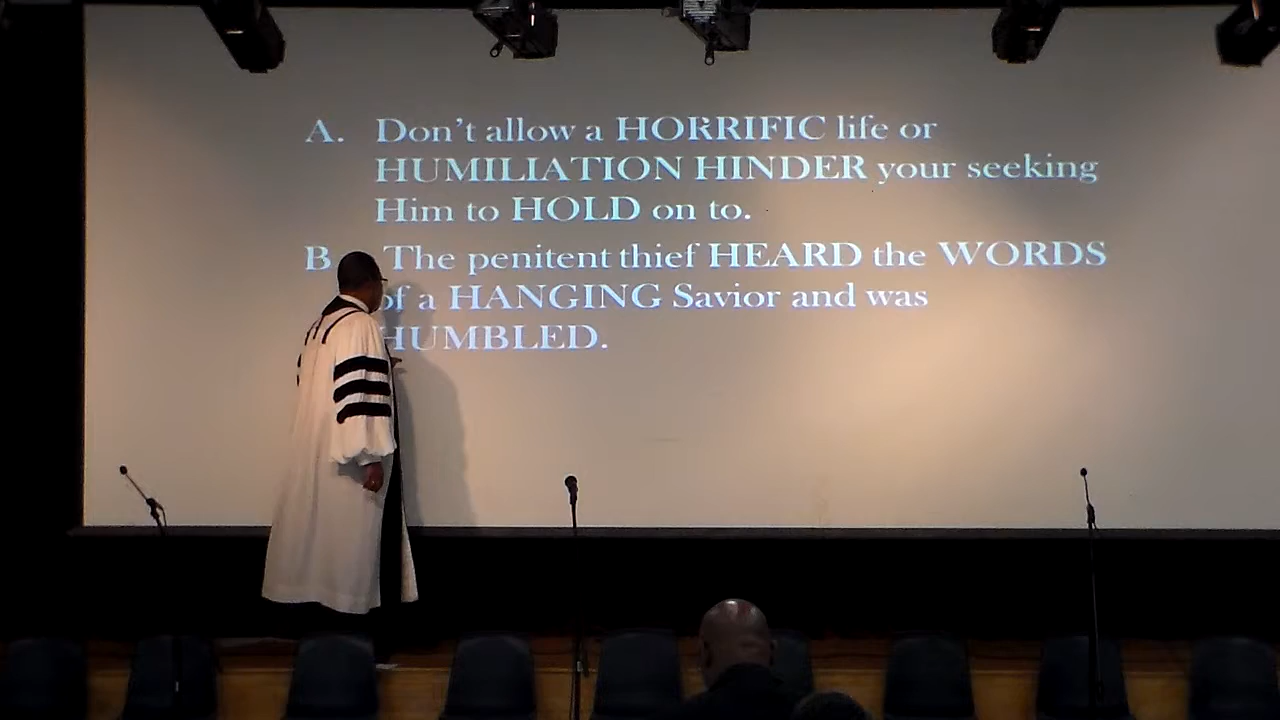 A. Don't allow a HORRIFIC life or
HUMILIATION HINDER your seeking
Him to HOLD on to.
B. The penitent thief HEARD the WORDS
of a HANGING Savior and was
HUMBLED.